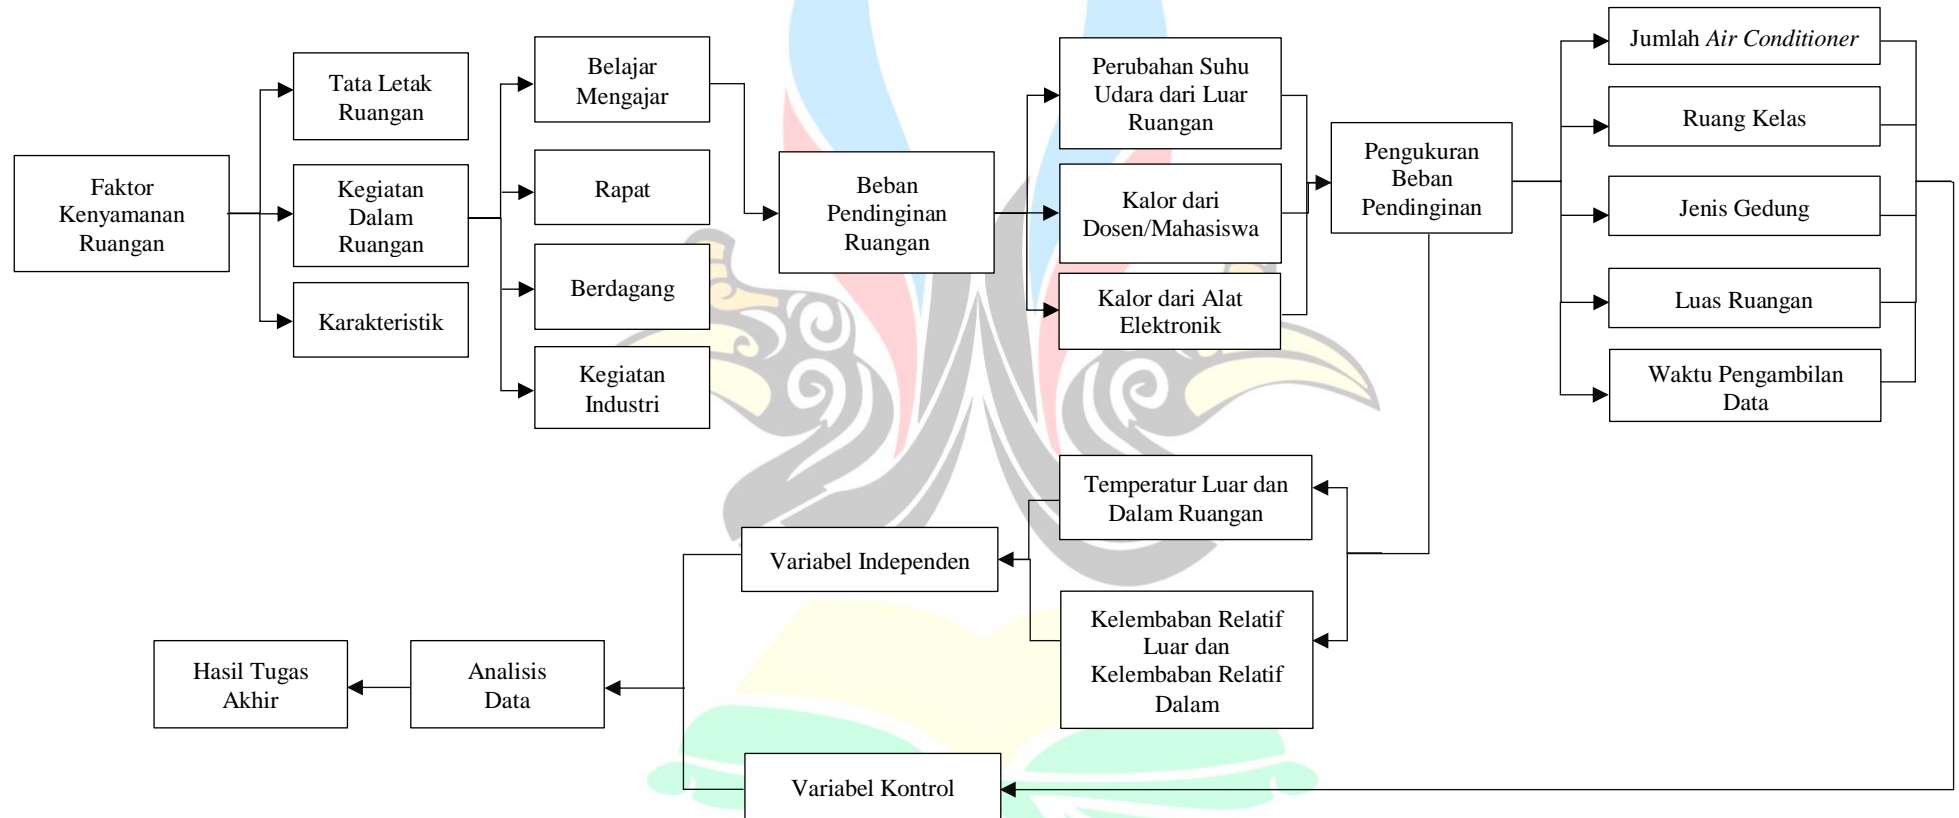 Faktor
Kenyamanan
Ruangan
Tata Letak
Ruangan
Kegiatan
Dalam
Ruangan
Karakteristik
Belajar
Mengajar
Rapat
Berdagang
Kegiatan
Industri
Beban
Pendinginan
Ruangan
Perubahan Suhu
Udara dari Luar
Ruangan
Kalor dari
Dosen/Mahasiswa
Kalor dari Alat
Elektronik
Pengukuran
Beban
Pendinginan
Jumlah Air Conditioner
Ruang Kelas
Jenis Gedung
Luas Ruangan
Waktu Pengambilan
Data
Temperatur Luar dan
Dalam Ruangan
Kelembaban Relatif
Luar dan
Kelembaban Relatif
Dalam
Variabel Independen
Variabel Kontrol
Analisis
Data
Hasil Tugas
Akhir